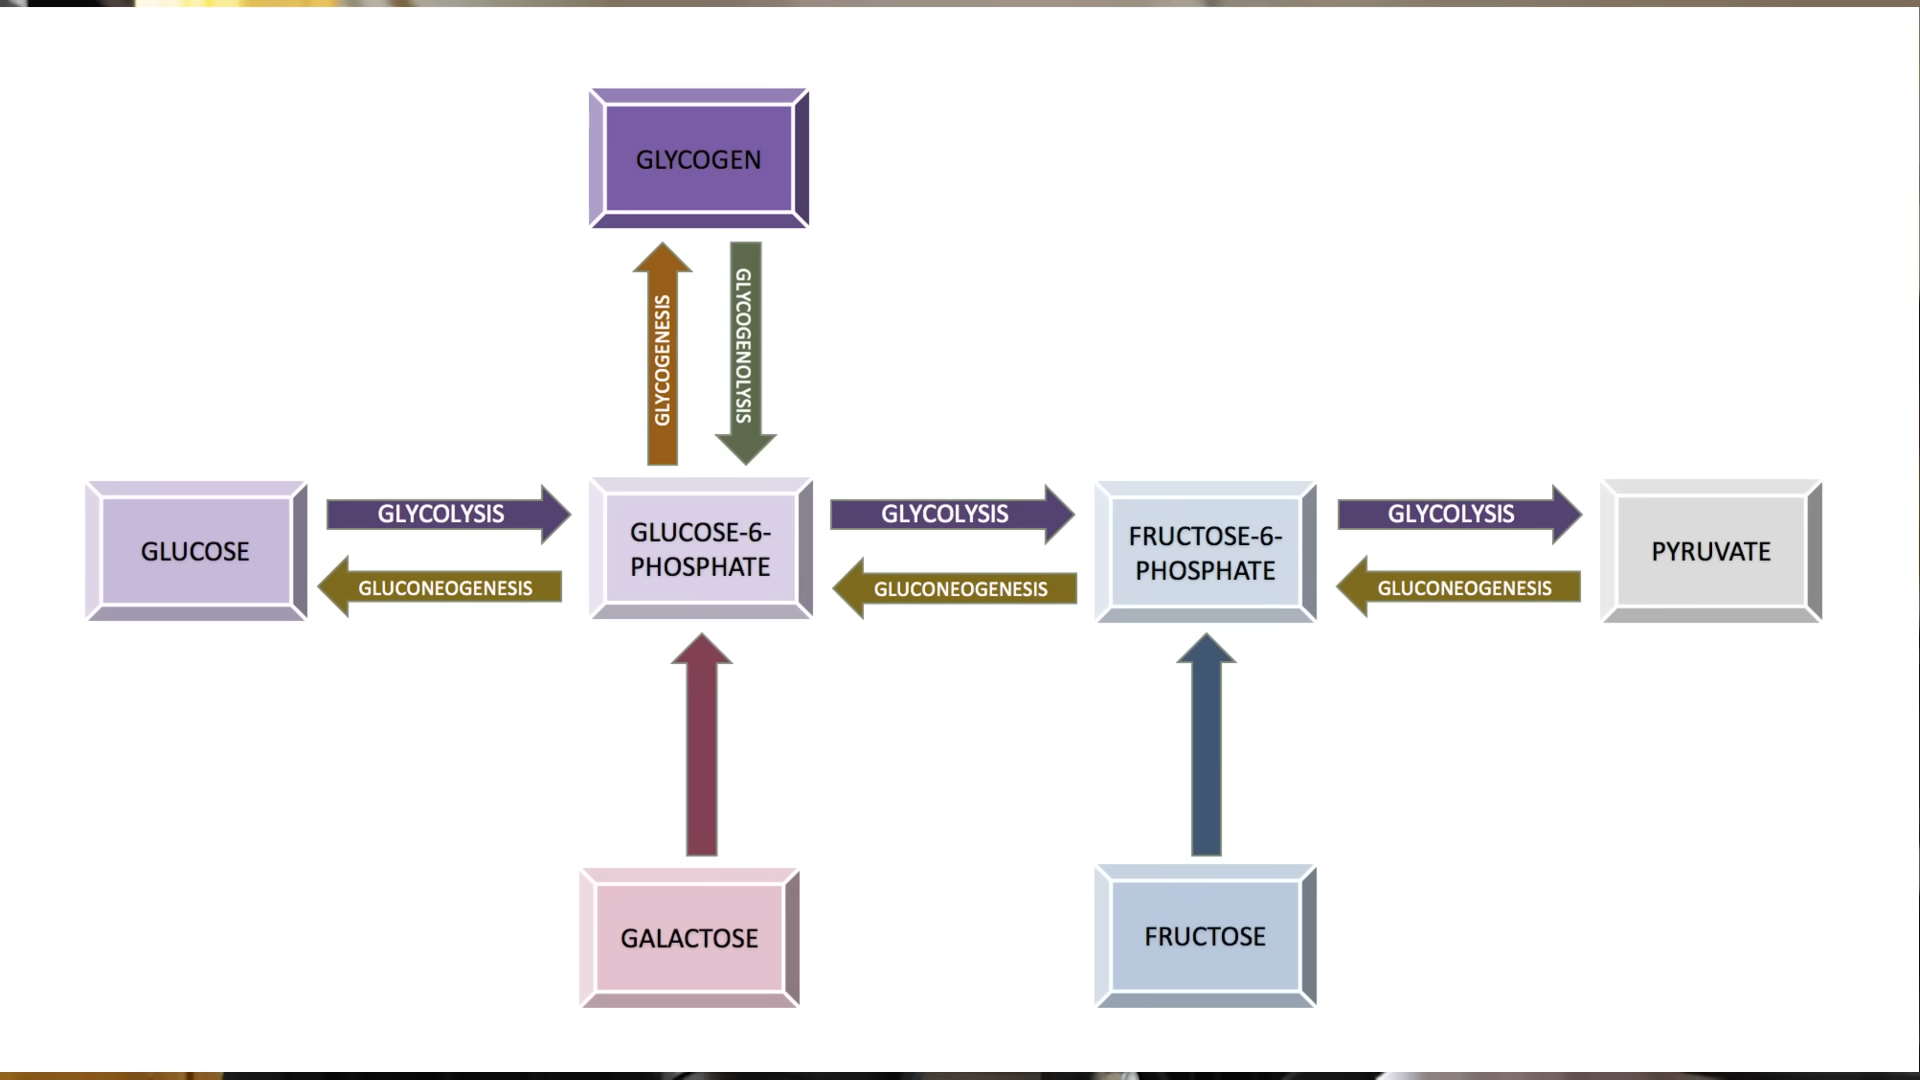 GLYCOGEN
GLYCOGENESIS
GLYCOGENOLYSIS
GLUCOSE
GLYCOLYSIS
GLUCONEOGENESIS
GLUCOSE-6-
PHOSPHATE
GLYCOLYSIS
GLUCONEOGENESIS
FRUCTOSE-6-
PHOSPHATE
GLYCOLYSIS
GLUCONEOGENESIS
PYRUVATE
GALACTOSE
FRUCTOSE